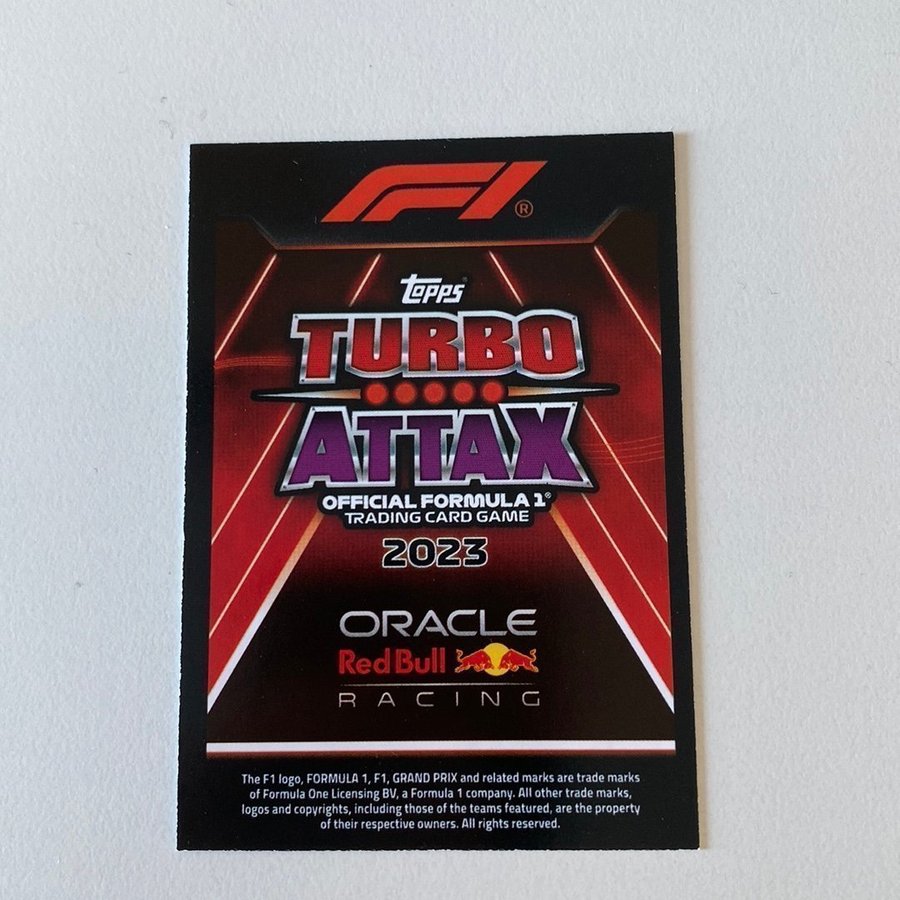 F1®
Topps®
TURBO
ATTAX
OFFICIAL FORMULA 1®
TRADING CARD GAME
2023
ORACLE
Red Bull
RACING
The F1 logo, FORMULA 1, F1, GRAND PRIX and related marks are trade marks
of Formula One Licensing BV, a Formula 1 company. All other trade marks,
logos and copyrights, including those of the teams featured, are the property
of their respective owners. All rights reserved.